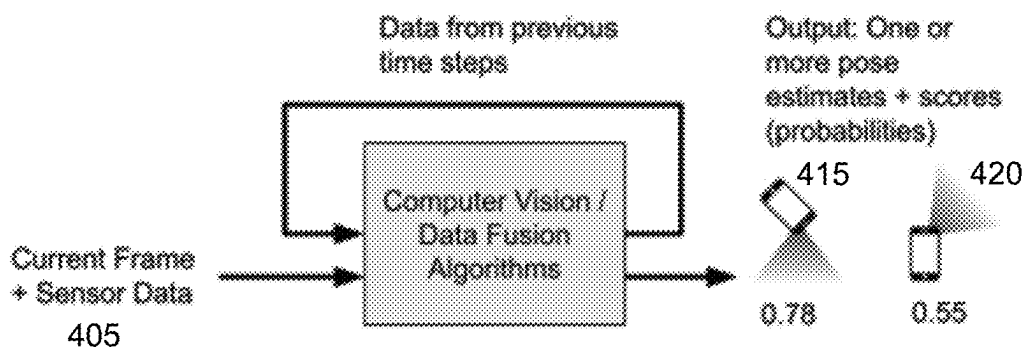 Data from previous
time steps
Output: One or
more pose
estimates + scores
(probabilities)
415
420
Computer Vision /
Data Fusion
Algorithms
Current Frame
+ Sensor Data
405
0.78
0.55